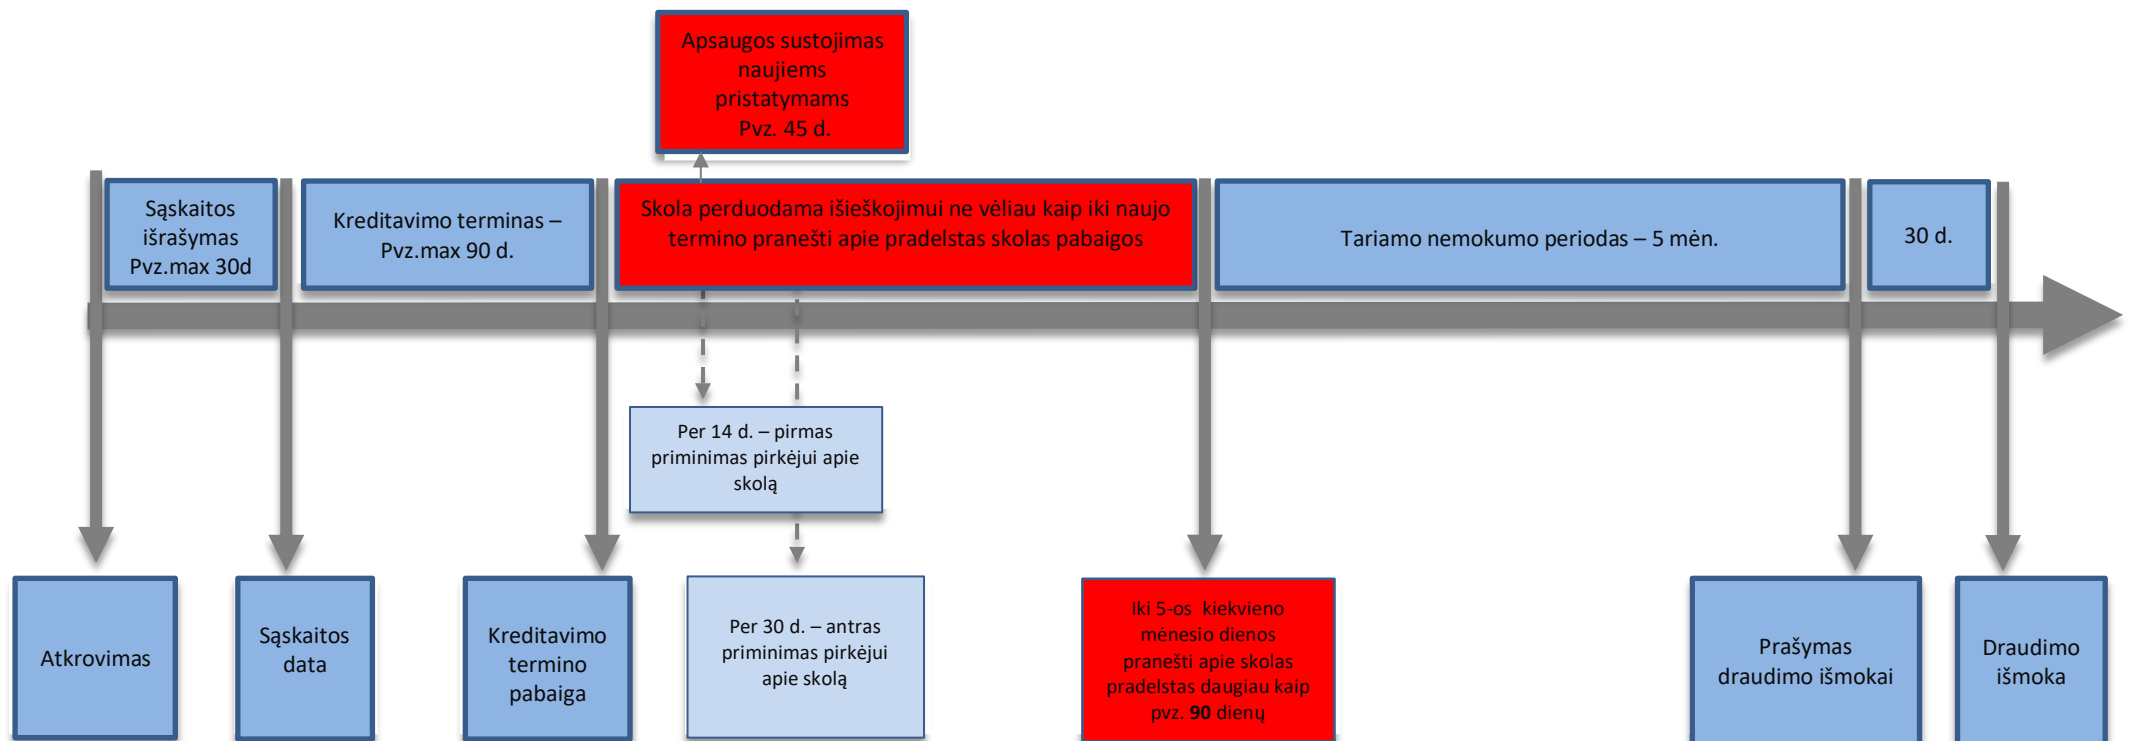 Apsaugos sustojimas
naujiems
pristatymams
Pvz. 45 d.
Sąskaitos
išrašymas
Pvz.max 30d
Kreditavimo terminas –
Pvz.max 90 d.
Skola perduodama išieškojimui ne vėliau kaip iki naujo
termino pranešti apie pradelstas skolas pabaigos
Tariamo nemokumo periodas – 5 mėn.
30 d.
Per 14 d. – pirmas
priminimas pirkėjui apie
skolą
Atkrovimas
Sąskaitos
data
Kreditavimo
termino
pabaiga
Per 30 d. – antras
priminimas pirkėjui
apie skolą
Iki 5-os kiekvieno
mėnesio dienos
pranešti apie skolas
pradelstas daugiau kaip
pvz. 90 dienų
Prašymas
draudimo išmokai
Draudimo
išmoka